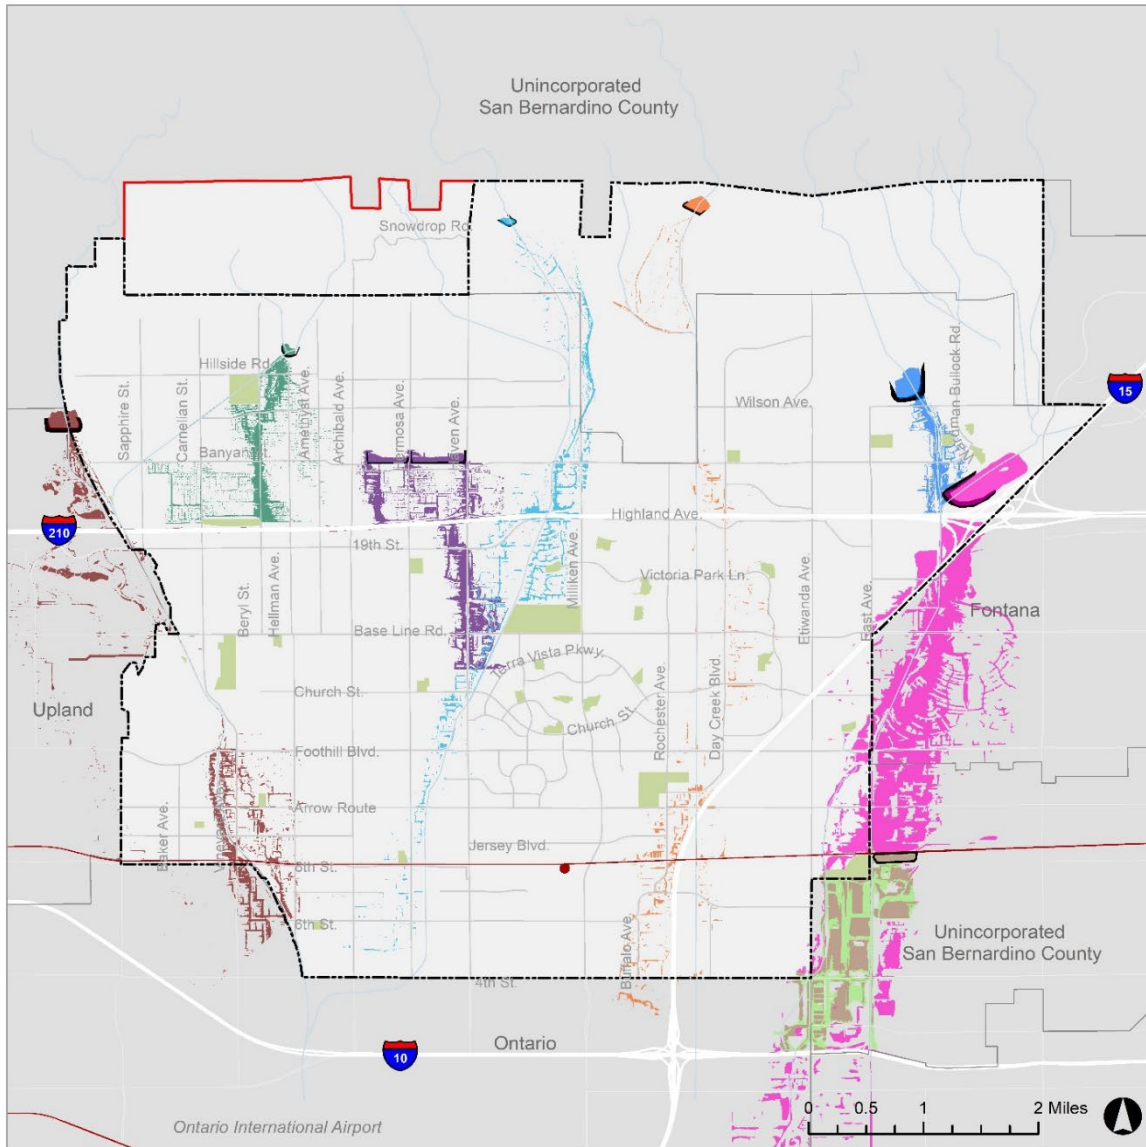 Unincorporated
San Bernardino County
Snowdrop Rd.
Hillside Rd.
Wilson Ave.
15
Sapphire St.
Carnelian St.
Amethyst Ave.
Archibald Ave.
Banyan St.
210
Highland Ave.
19th St.
Victoria Park Ln.
Milliken Ave.
Beryl St.
Hellman Ave.
Etiwanda Ave.
East Ave.
Fontana
Base Line Rd.
Terra Vista Pkwy.
Church St.
Church St.
Rochester Ave.
Day Creek Blvd.
Upland
Foothill Blvd.
Arrow Route
Baker Ave.
Jersey Blvd.
8th St.
6th St.
Buffalo Ave.
4th St.
Unincorporated
San Bernardino County
Ontario
10
Ontario International Airport
0 0.5 1 2 Miles